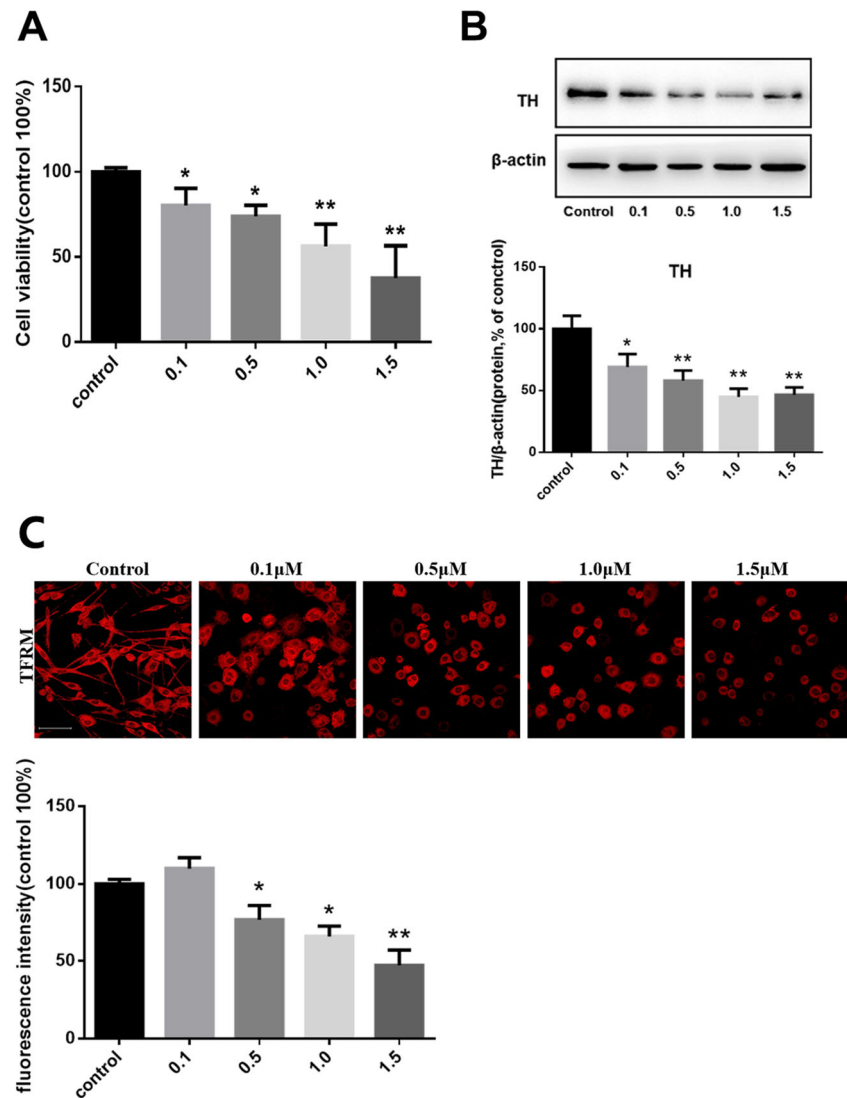 A
Cell viability(control 100%)
150
100
50
0
*
*
**
**
control
0.1
0.5
1.0
1.5
B
TH
β-actin
Control 0.1 0.5 1.0 1.5
TH
TH/β-actin(protein,% of conctrol)
150
100
50
0
*
**
**
**
control
0.1
0.5
1.0
1.5
C
Control 0.1μM 0.5μM 1.0μM 1.5μM
TFRM
fluorescence intensity(control 100%)
150
100
50
0
*
*
**
control
0.1
0.5
1.0
1.5